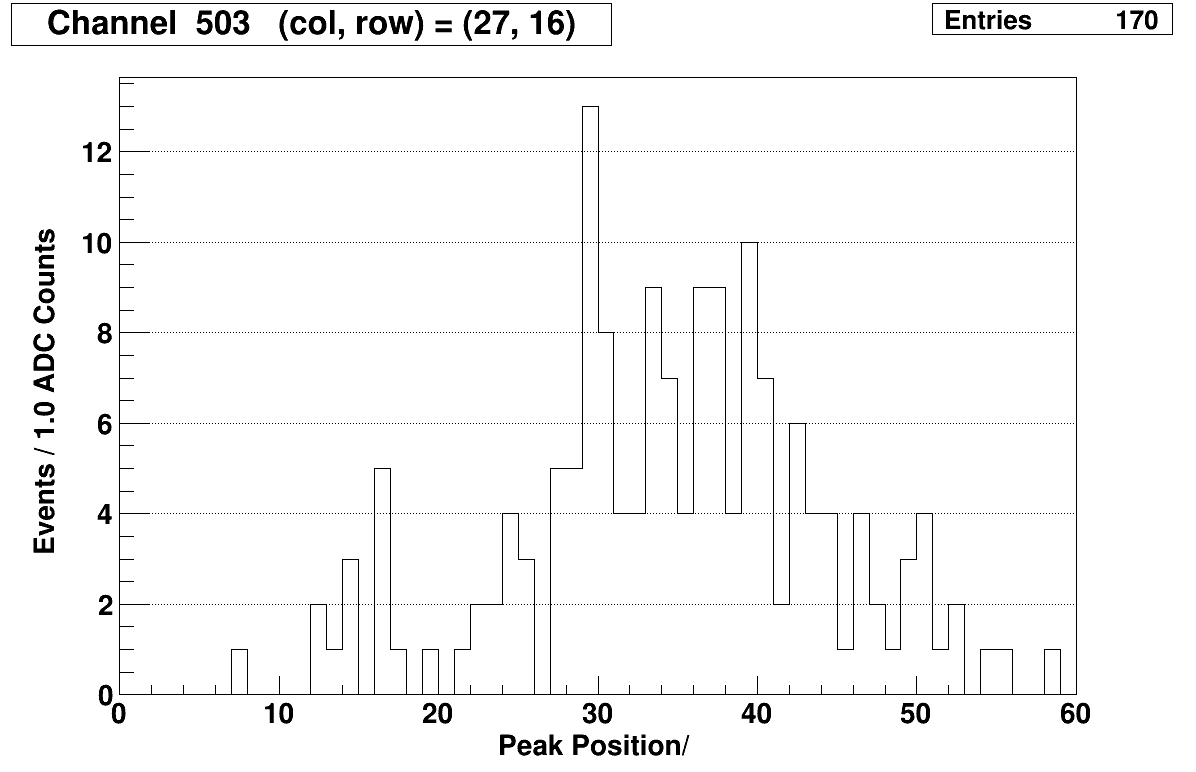 Channel 503 (col, row) = (27, 16)
Entries 170
Events / 1.0 ADC Counts
12
10
8
6
4
2
0
0 10 20 30 40 50 60
Peak Position/